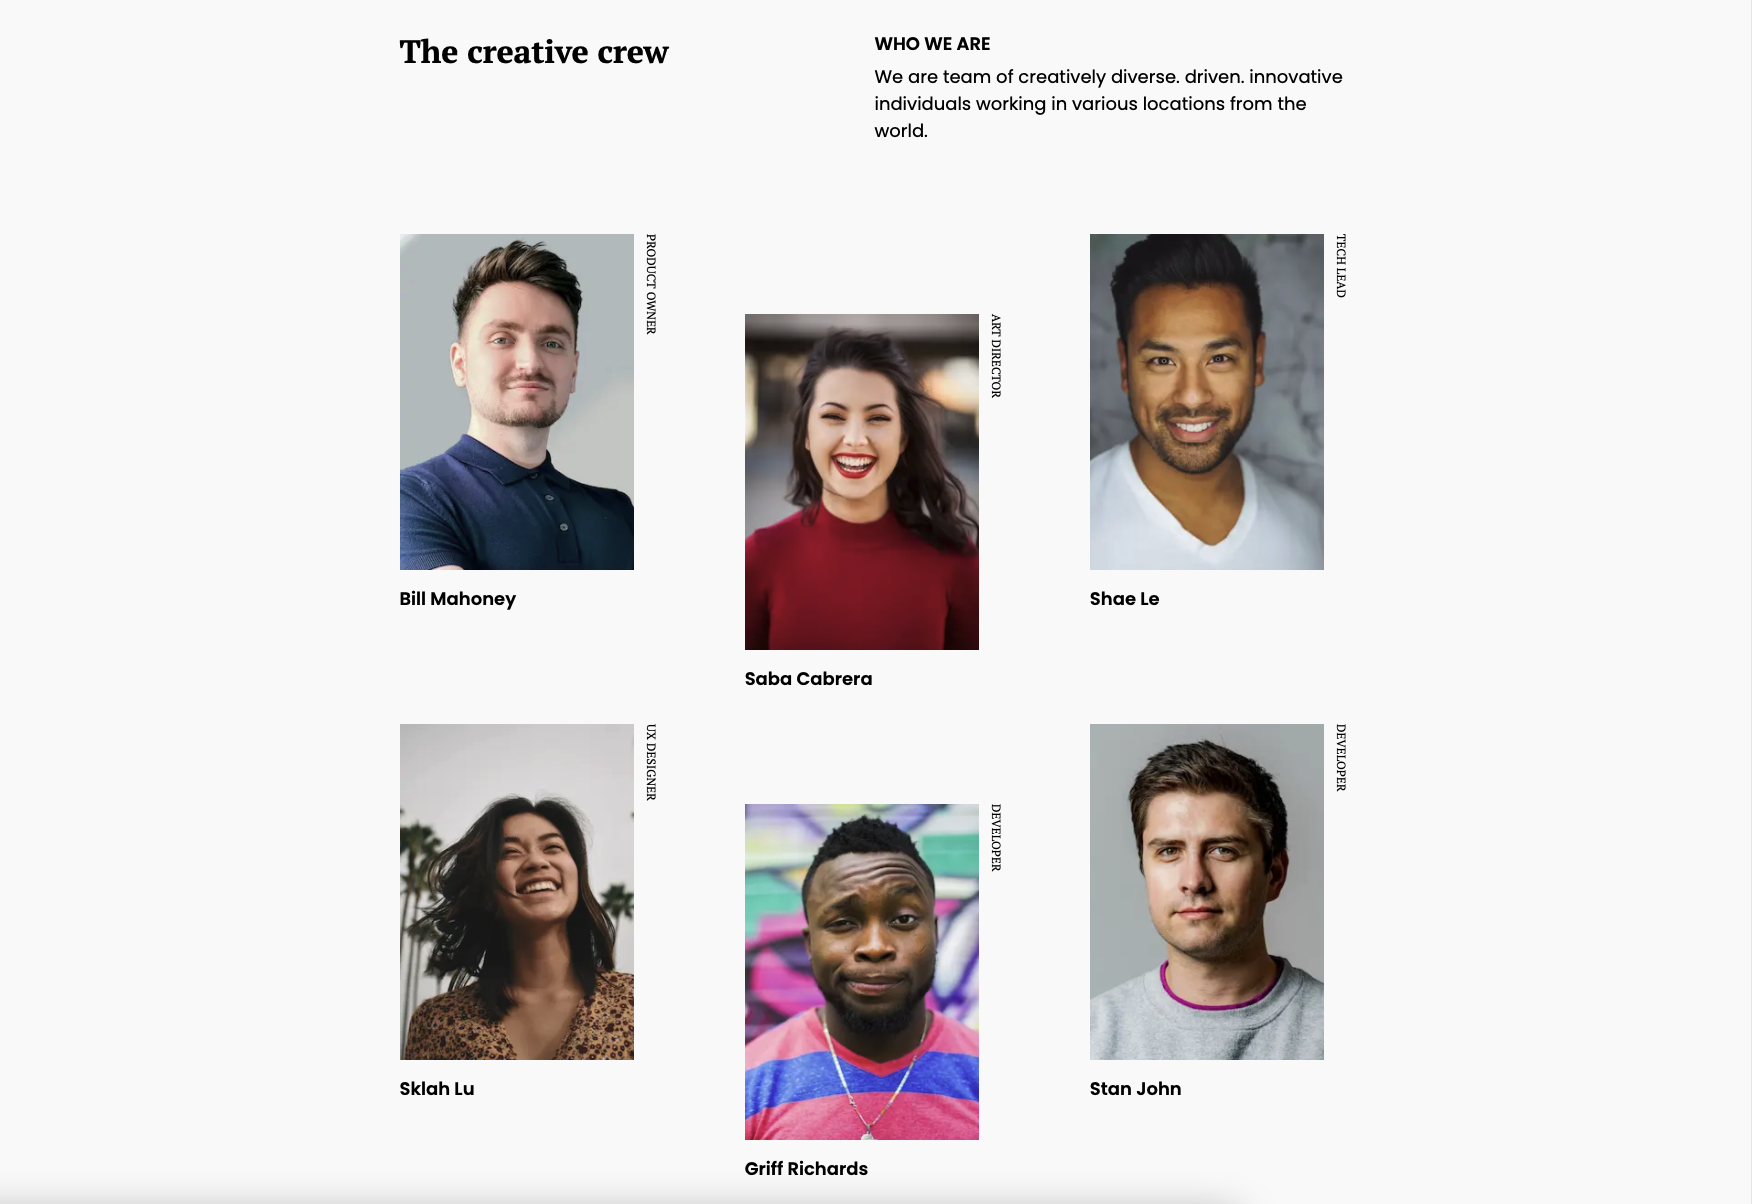 The creative crew
WHO WE ARE
We are team of creatively diverse. driven. innovative
individuals working in various locations from the
world.
PRODUCT OWNER
Bill Mahoney
ART DIRECTOR
Saba Cabrera
TECH LEAD
Shae Le
UX DESIGNER
Sklah Lu
DEVELOPER
Griff Richards
DEVELOPER
Stan John